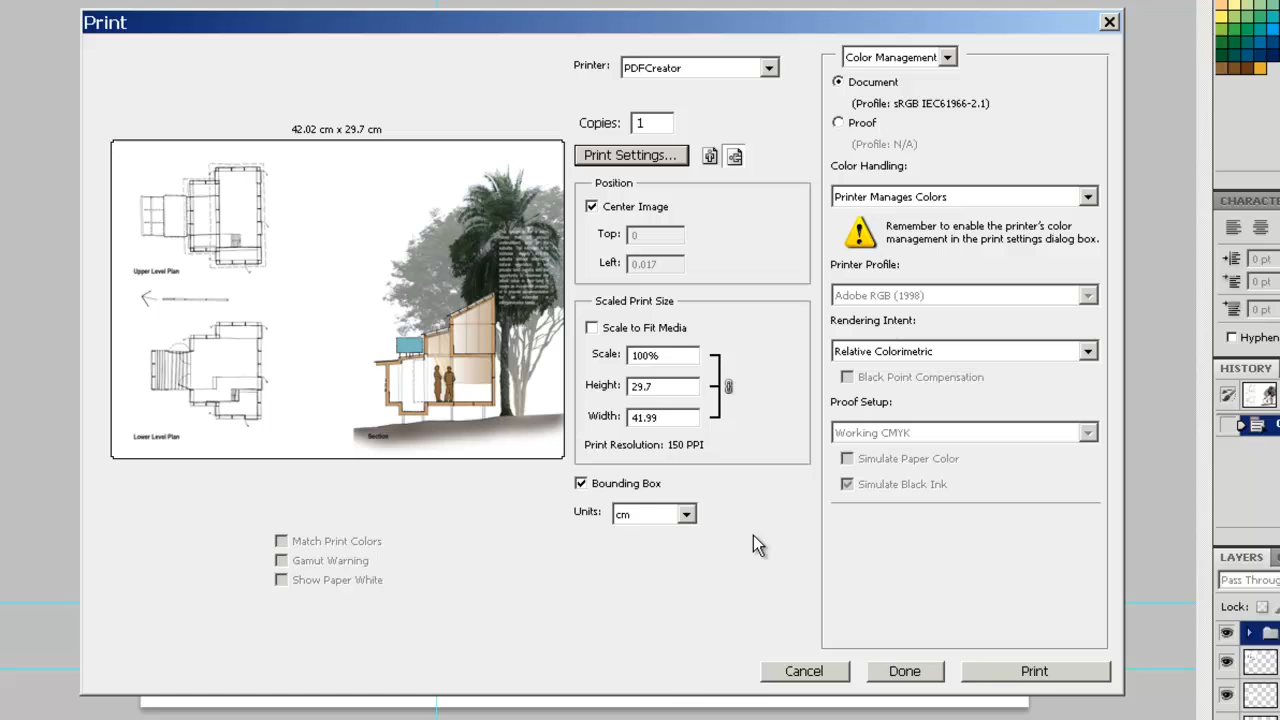 Print
Printer:
PDFCreator
Copies:
1
Print Settings...
42.02 cm x 29.7 cm
Upper Level Plan
Lower Level Plan
Section
Position
Center Image
Top:
0
Left:
0.017
Scaled Print Size
Scale to Fit Media
Scale:
100%
Height:
29.7
Width:
41.99
Print Resolution: 150 PPI
Bounding Box
Units:
cm
Match Print Colors
Gamut Warning
Show Paper White
Color Management
Document
(Profile: sRGB IEC61966-2.1)
Proof
(Profile: N/A)
Color Handling:
Printer Manages Colors
Remember to enable the printer's color
management in the print settings dialog box.
Printer Profile:
Adobe RGB (1998)
Rendering Intent:
Relative Colorimetric
Black Point Compensation
Proof Setup:
Working CMYK
Simulate Paper Color
Simulate Black Ink
Cancel
Done
Print
CHARACTE
0 pt
0 pt
0 pt
Hyphen
HISTORY
LAYERS
Pass Throug
Lock: